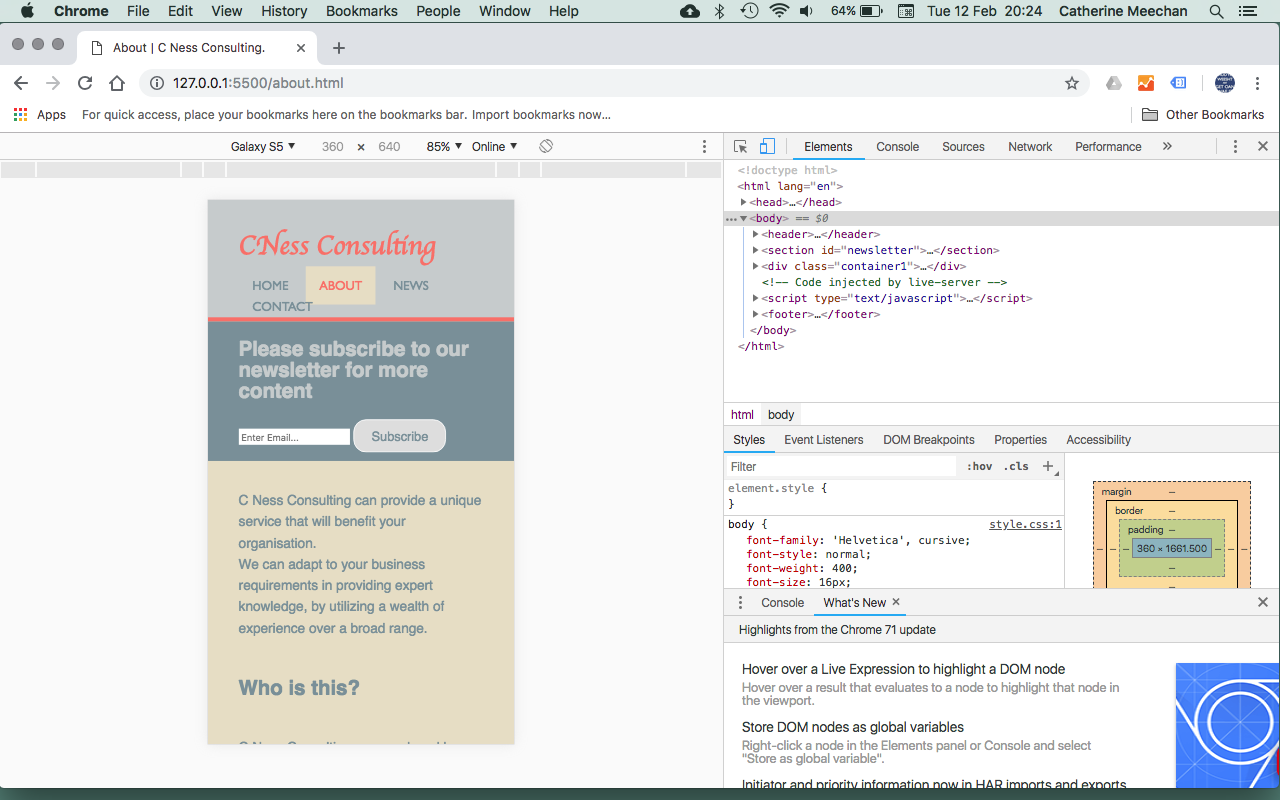 Chrome File Edit View History Bookmarks People Window Help 64% Tue 12 Feb 20:24 Catherine Meechan
About | C Ness Consulting.
127.0.0.1:5500/about.html
Apps For quick access, place your bookmarks here on the bookmarks bar. Import bookmarks now... Other Bookmarks
Galaxy S5 ▼ 360 × 640 85% ▼ Online ▼
CNess Consulting
HOME ABOUT NEWS
CONTACT
Please subscribe to our
newsletter for more
content
Enter Email... Subscribe
C Ness Consulting can provide a unique
service that will benefit your
organisation.
We can adapt to your business
requirements in providing expert
knowledge, by utilizing a wealth of
experience over a broad range.
Who is this?
Elements Console Sources Network Performance »
<!doctype html>
<html lang="en">
▶<head>…</head>
…▼<body> == $0
▶<header>…</header>
▶<section id="newsletter">…</section>
▶<div class="container1">…</div>
<!-- Code injected by live-server -->
▶<script type="text/javascript">…</script>
▶<footer>…</footer>
</body>
</html>
html body
Styles Event Listeners DOM Breakpoints Properties Accessibility
Filter :hov .cls +
element.style {
}
body { style.css:1
font-family: 'Helvetica', cursive;
font-style: normal;
font-weight: 400;
font-size: 16px;
margin –
border –
padding –
360 × 1661.500
Console What's New ×
Highlights from the Chrome 71 update
Hover over a Live Expression to highlight a DOM node
Hover over a result that evaluates to a node to highlight that node in
the viewport.
Store DOM nodes as global variables
Right-click a node in the Elements panel or Console and select
"Store as global variable".
Initiator and priority information now in HAR imports and exports